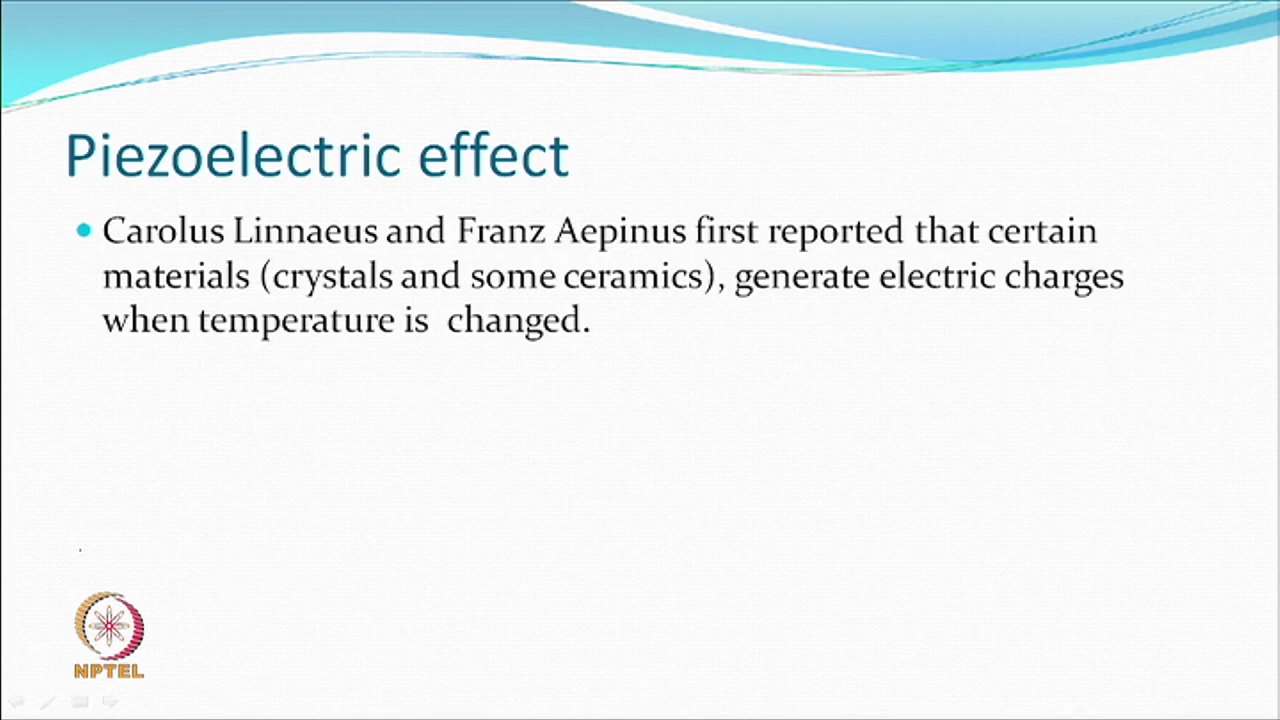 Piezoelectric effect
Carolus Linnaeus and Franz Aepinus first reported that certain
materials (crystals and some ceramics), generate electric charges
when temperature is changed.
NPTEL